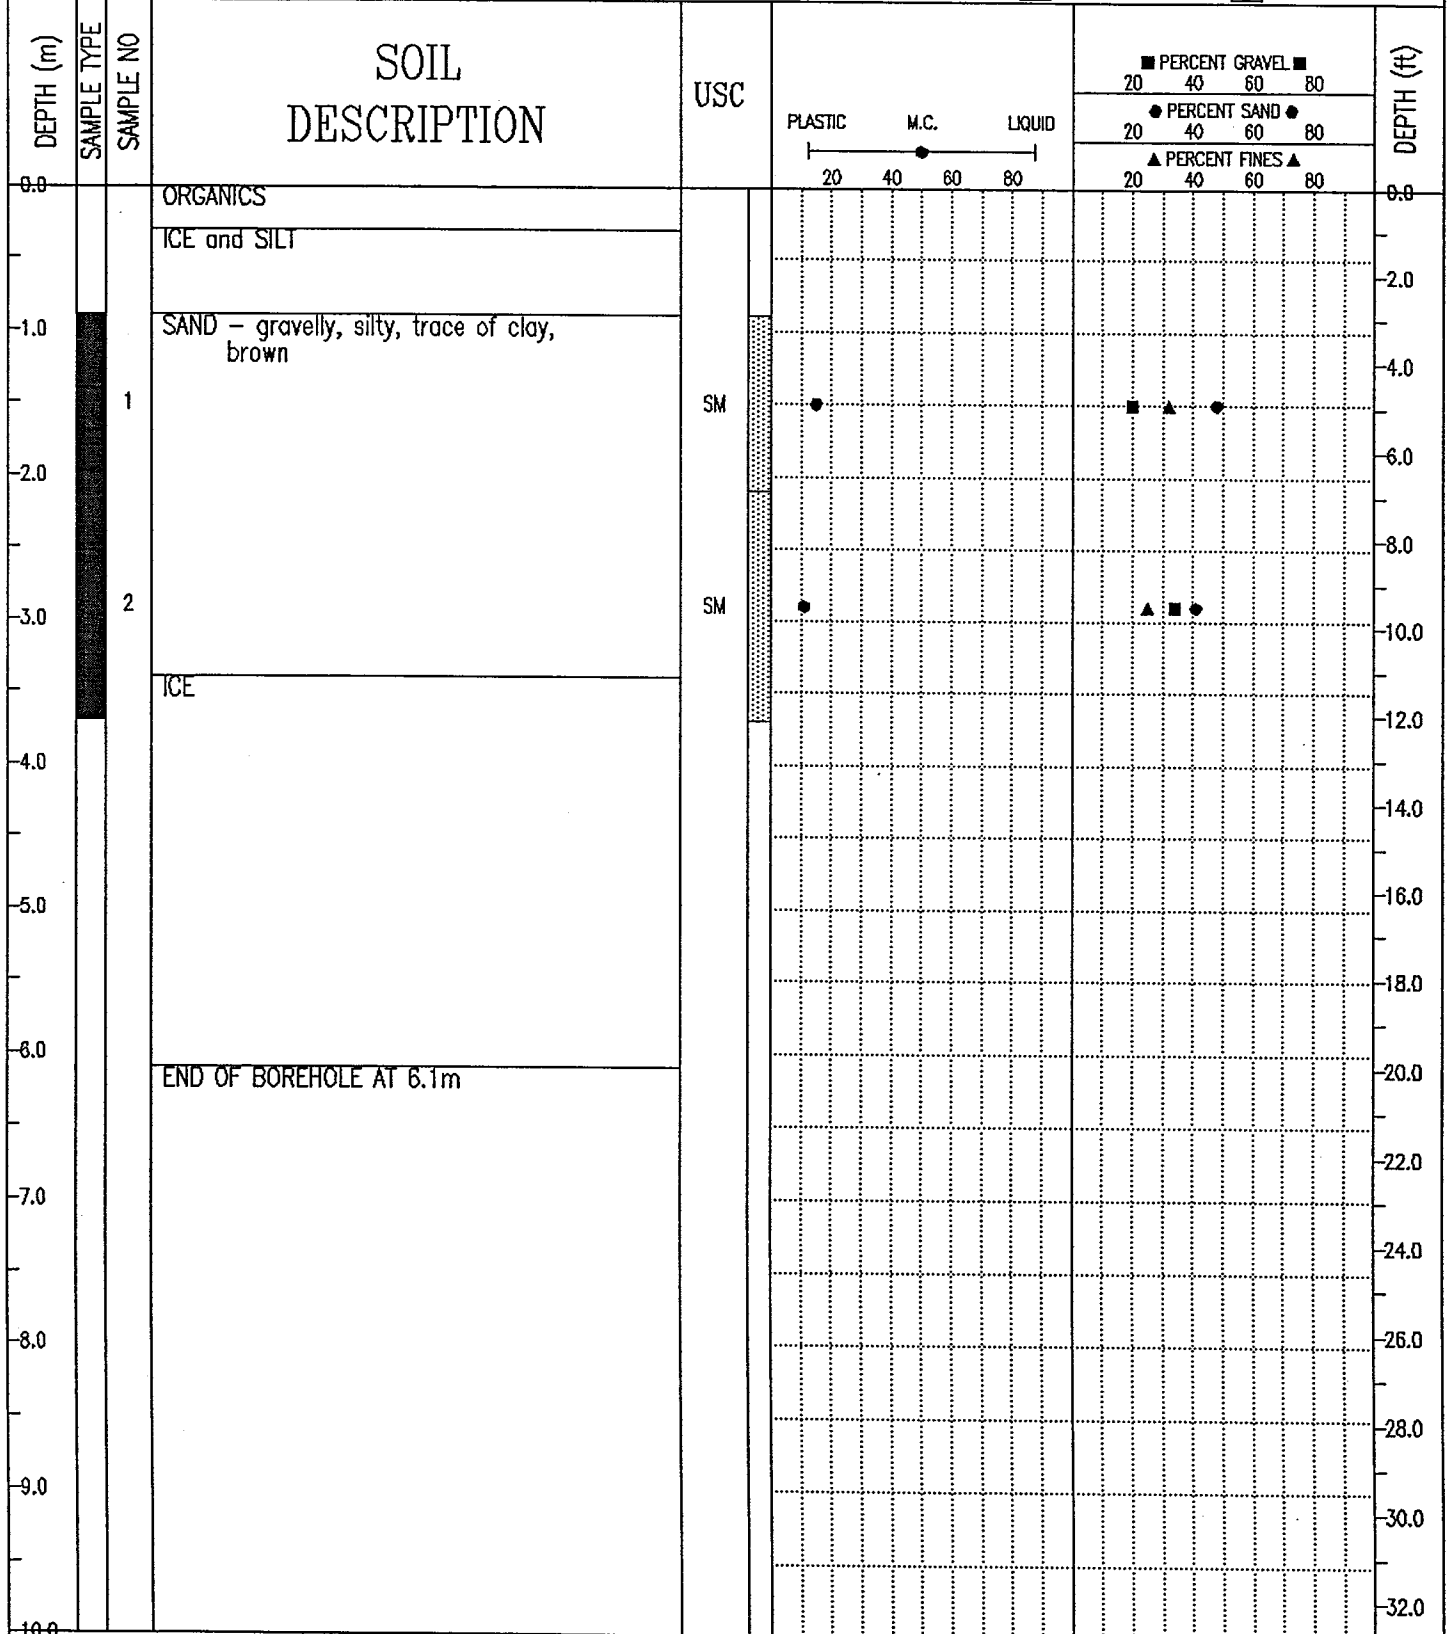 DEPTH (m)
SAMPLE TYPE
SAMPLE NO
SOIL
DESCRIPTION
USC
PLASTIC M.C. LIQUID
20 40 60 80
■ PERCENT GRAVEL ■
20 40 60 80
● PERCENT SAND ●
20 40 60 80
▲ PERCENT FINES ▲
20 40 60 80
DEPTH (ft)
0.0
ORGANICS
0.0
ICE and SILT
2.0
1.0
SAND – gravelly, silty, trace of clay,
brown
4.0
1
SM
6.0
2.0
8.0
2
SM
3.0
10.0
ICE
12.0
4.0
14.0
5.0
16.0
18.0
6.0
20.0
END OF BOREHOLE AT 6.1m
22.0
7.0
24.0
8.0
26.0
28.0
9.0
30.0
32.0
10.0